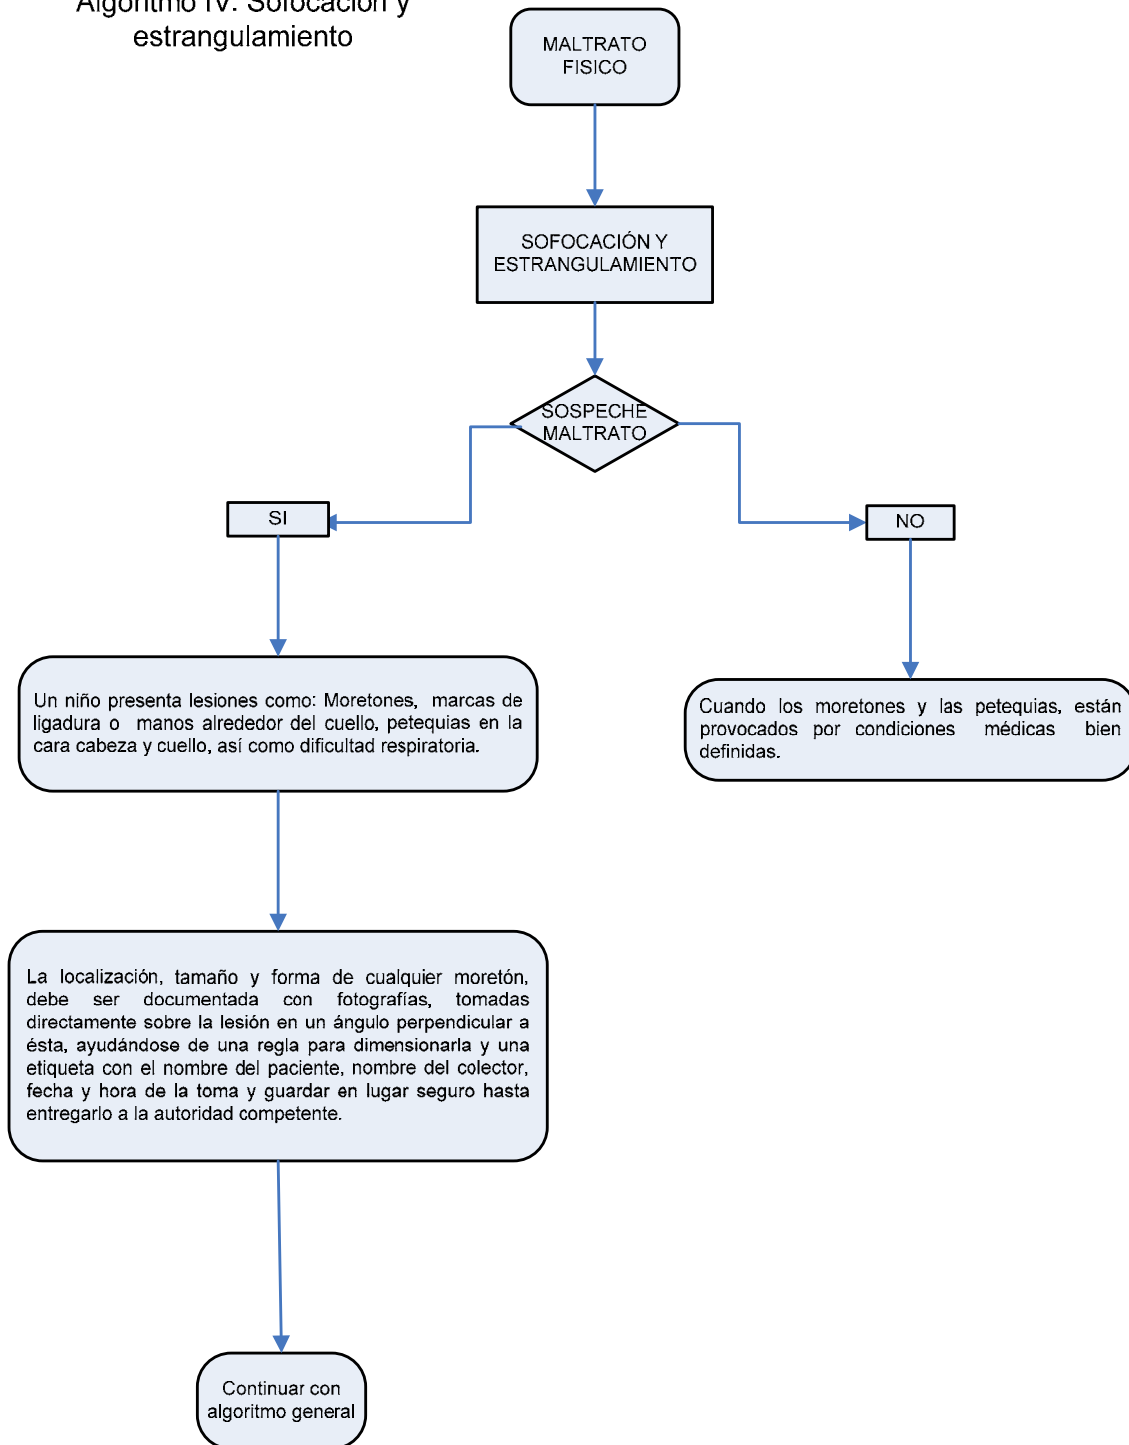 Algoritmo IV. Sofocación y
estrangulamiento
MALTRATO
FISICO
SOFOCACIÓN Y
ESTRANGULAMIENTO
SOSPECHE
MALTRATO
SI
NO
Un niño presenta lesiones como: Moretones, marcas de
ligadura o manos alrededor del cuello, petequias en la
cara cabeza y cuello, así como dificultad respiratoria.
Cuando los moretones y las petequias, están
provocados por condiciones médicas bien
definidas.
La localización, tamaño y forma de cualquier moretón,
debe ser documentada con fotografías, tomadas
directamente sobre la lesión en un ángulo perpendicular a
ésta, ayudándose de una regla para dimensionarla y una
etiqueta con el nombre del paciente, nombre del colector,
fecha y hora de la toma y guardar en lugar seguro hasta
entregarlo a la autoridad competente.
Continuar con
algoritmo general